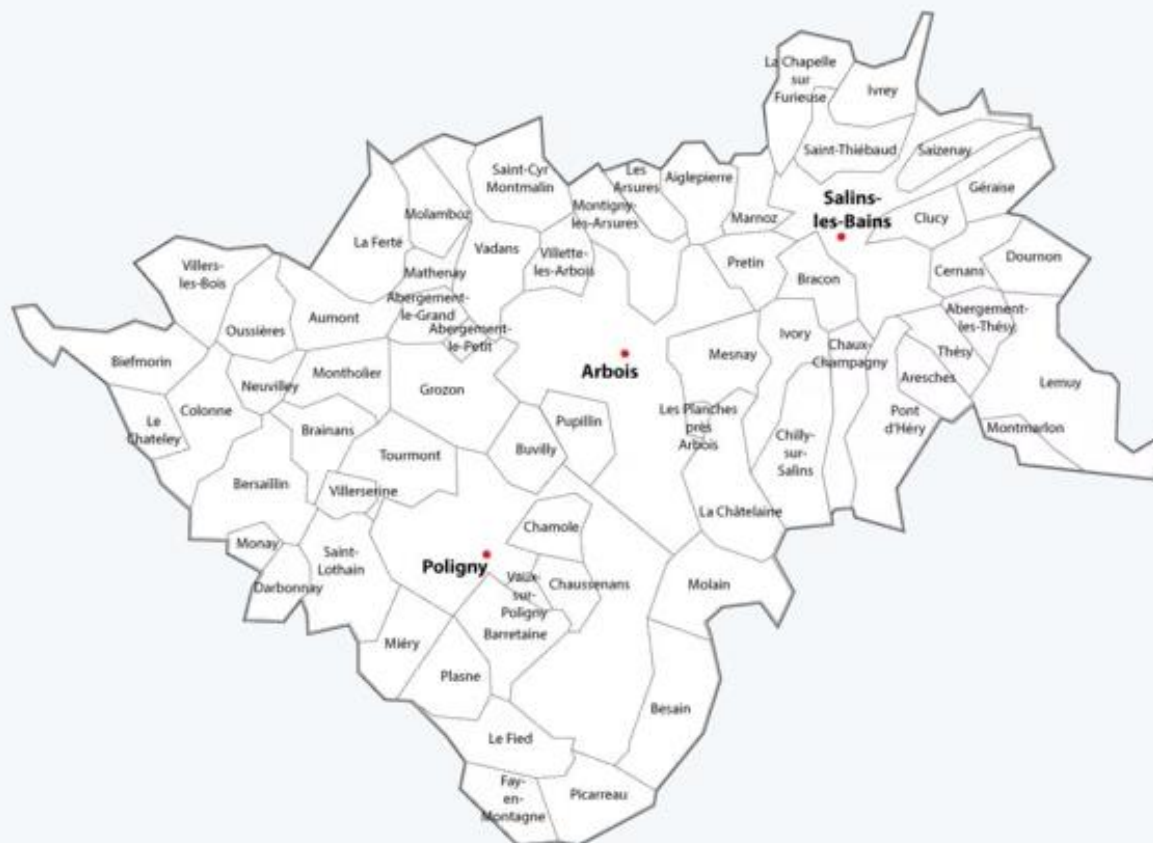 La Chapelle
sur
Furieuse
Ivrey
Saint-Thiébaud
Saizenay
Saint-Cyr
Montmalin
Les
Arsures
Aiglepierre
Géraise
Molamboz
Montigny-
les-Arsures
Marnoz
Salins-
les-Bains
Clucy
La Ferté
Vadans
Villette-
les-Arbois
Pretin
Bracon
Cernans
Dournon
Villers-
les-Bois
Mathenay
Abergement-
le-Grand
Abergement-
les-Thésy
Oussières
Aumont
Abergement-
le-Petit
Ivory
Chaux-
Champagny
Thésy
Biefmorin
Neuvilley
Montholier
Grozon
Arbois
Mesnay
Aresches
Lemuy
Le
Chateley
Colonne
Brainans
Pupillin
Les Planches
près
Arbois
Chilly-
sur-
Salins
Pont
d'Héry
Montmarlon
Tourmont
Buvilly
Bersaillin
Villerserine
La Châtelaine
Monay
Saint-
Lothain
Chamole
Darbonnay
Poligny
Vaux-
sur-
Poligny
Chaussenans
Molain
Miéry
Barretaine
Plasne
Besain
Le Fied
Fay-
en-
Montagne
Picarreau